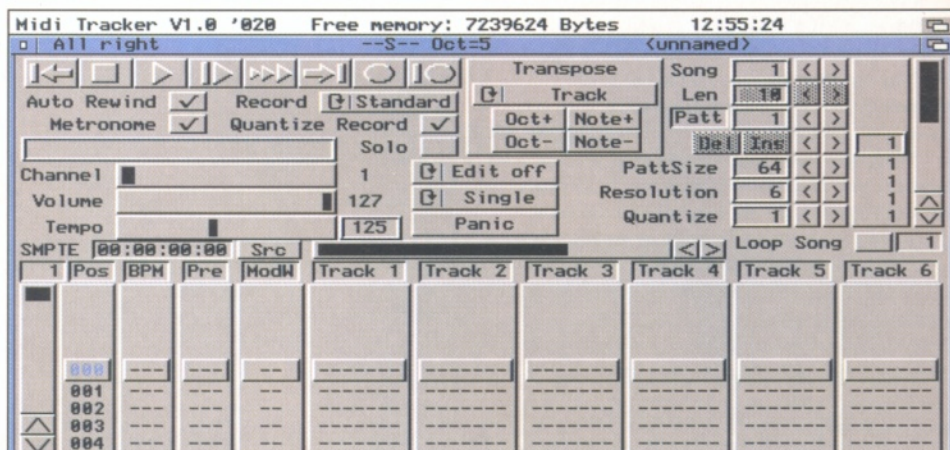 Midi Tracker V1.0 '020 Free memory: 7239624 Bytes 12:55:24
All right --S-- Oct=5 <unnamed>
Transpose Song 1 < >
Auto Rewind ✓ Record Standard Track Len 10 < >
Metronome ✓ Quantize Record ✓ Oct+ Note+ Patt 1 < >
Solo Oct- Note- Del Ins < > 1
Channel 1 Edit off PattSize 64 < > 1
Volume 127 Single Resolution 6 < > 1
Tempo 125 Panic Quantize 1 < > 1
SMPTE 00:00:00:00 Src < > Loop Song 1
1 Pos BPM Pre ModW Track 1 Track 2 Track 3 Track 4 Track 5 Track 6
000 --- --- -- ------- ------- ------- ------- ------- -------
001 --- --- -- ------- ------- ------- ------- ------- -------
002 --- --- -- ------- ------- ------- ------- ------- -------
003 --- --- -- ------- ------- ------- ------- ------- -------
004 --- --- -- ------- ------- ------- ------- ------- -------